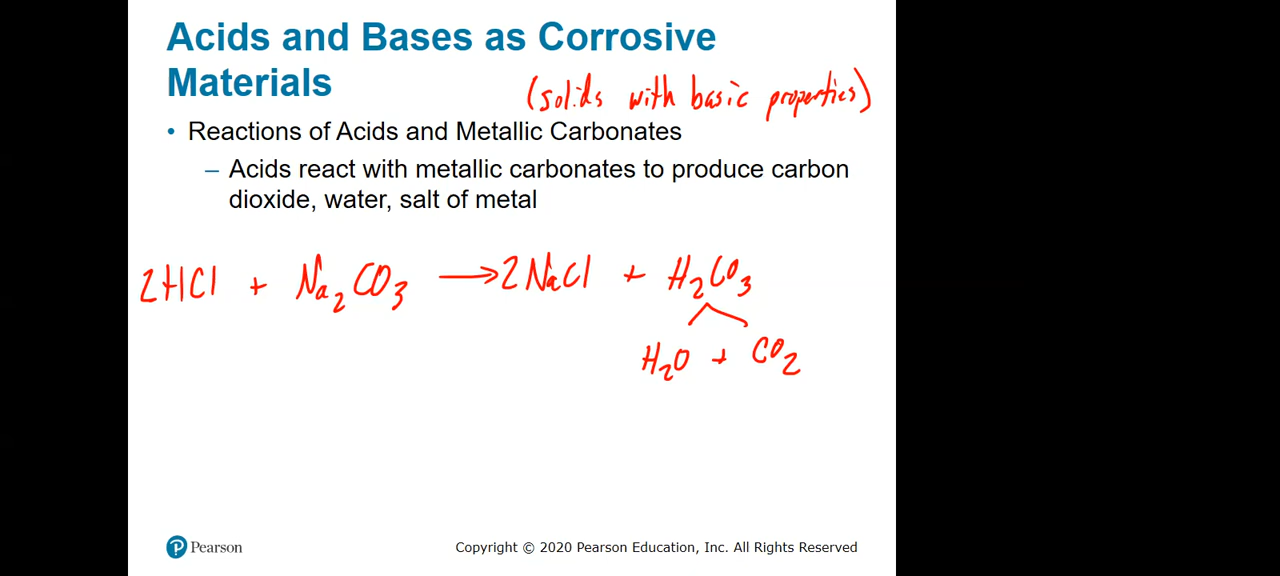 Acids and Bases as Corrosive
Materials
(solids with basic properties)
• Reactions of Acids and Metallic Carbonates
– Acids react with metallic carbonates to produce carbon
dioxide, water, salt of metal
2HCl + Na₂CO₃ → 2NaCl + H₂CO₃
H₂O + CO₂
Pearson
Copyright © 2020 Pearson Education, Inc. All Rights Reserved